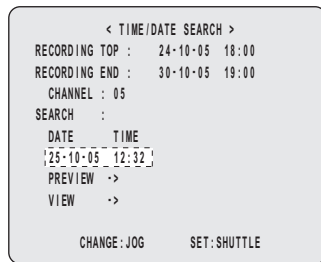 < TIME/DATE SEARCH >
RECORDING TOP : 24-10-05 18:00
RECORDING END : 30-10-05 19:00
CHANNEL : 05
SEARCH :
DATE TIME
25-10-05 12:32
PREVIEW ->
VIEW ->
CHANGE:JOG SET:SHUTTLE